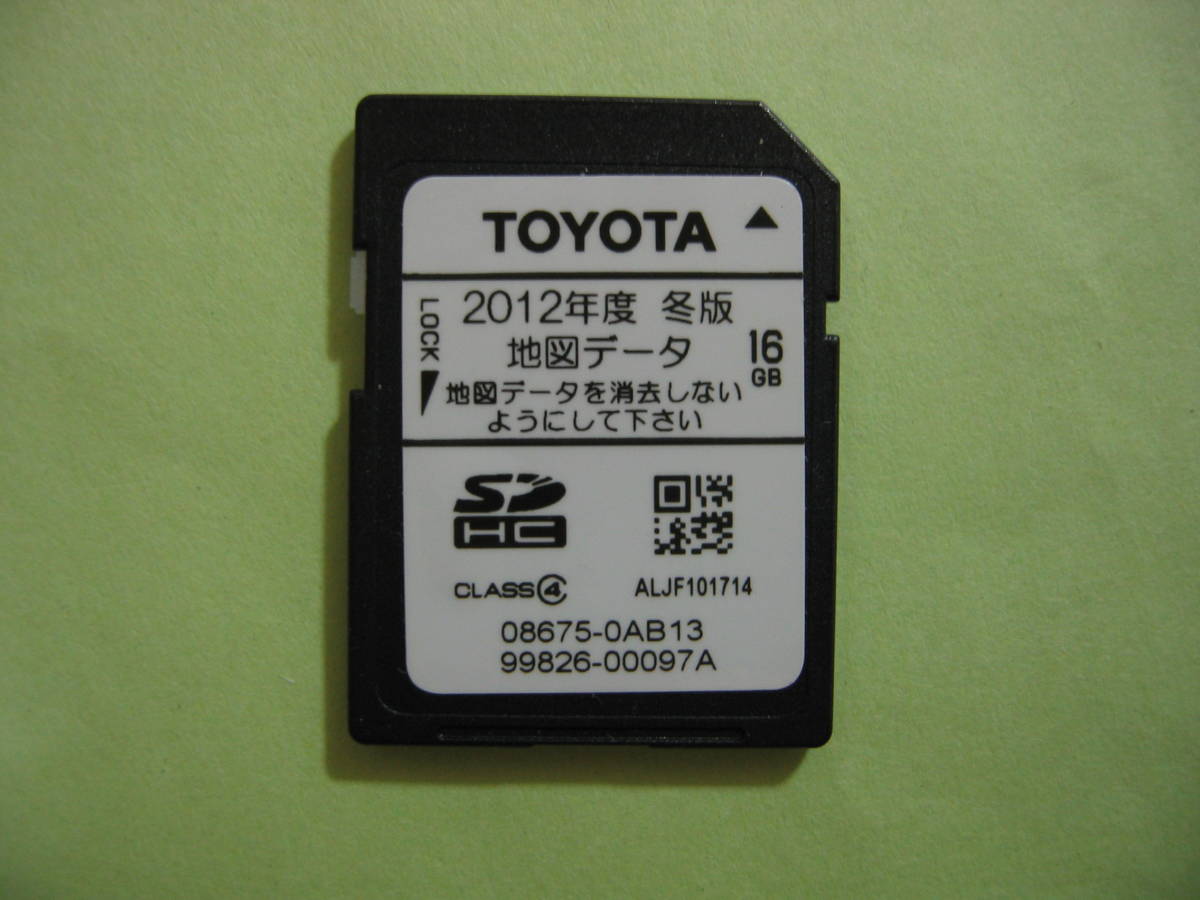 TOYOTA ▲
LOCK
2012年度 冬版
地図データ
16
GB
地図データを消去しない
ようにして下さい
SD
HC
CLASS④
ALJF101714
08675-0AB13
99826-00097A